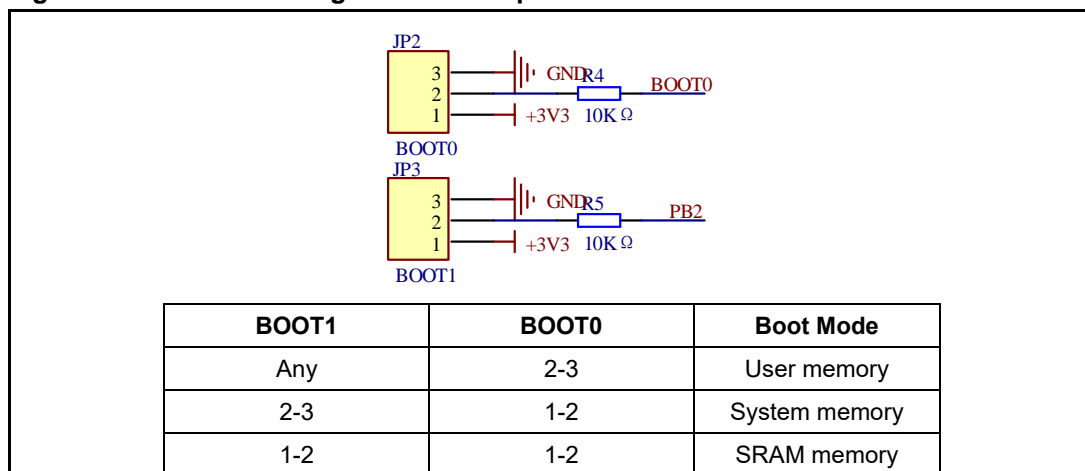 JP2
3
GND
R4
BOOT0
2
1
+3V3
10K Ω
BOOT0
JP3
3
GND
R5
PB2
2
1
+3V3
10K Ω
BOOT1
BOOT1 BOOT0 Boot Mode
Any 2-3 User memory
2-3 1-2 System memory
1-2 1-2 SRAM memory